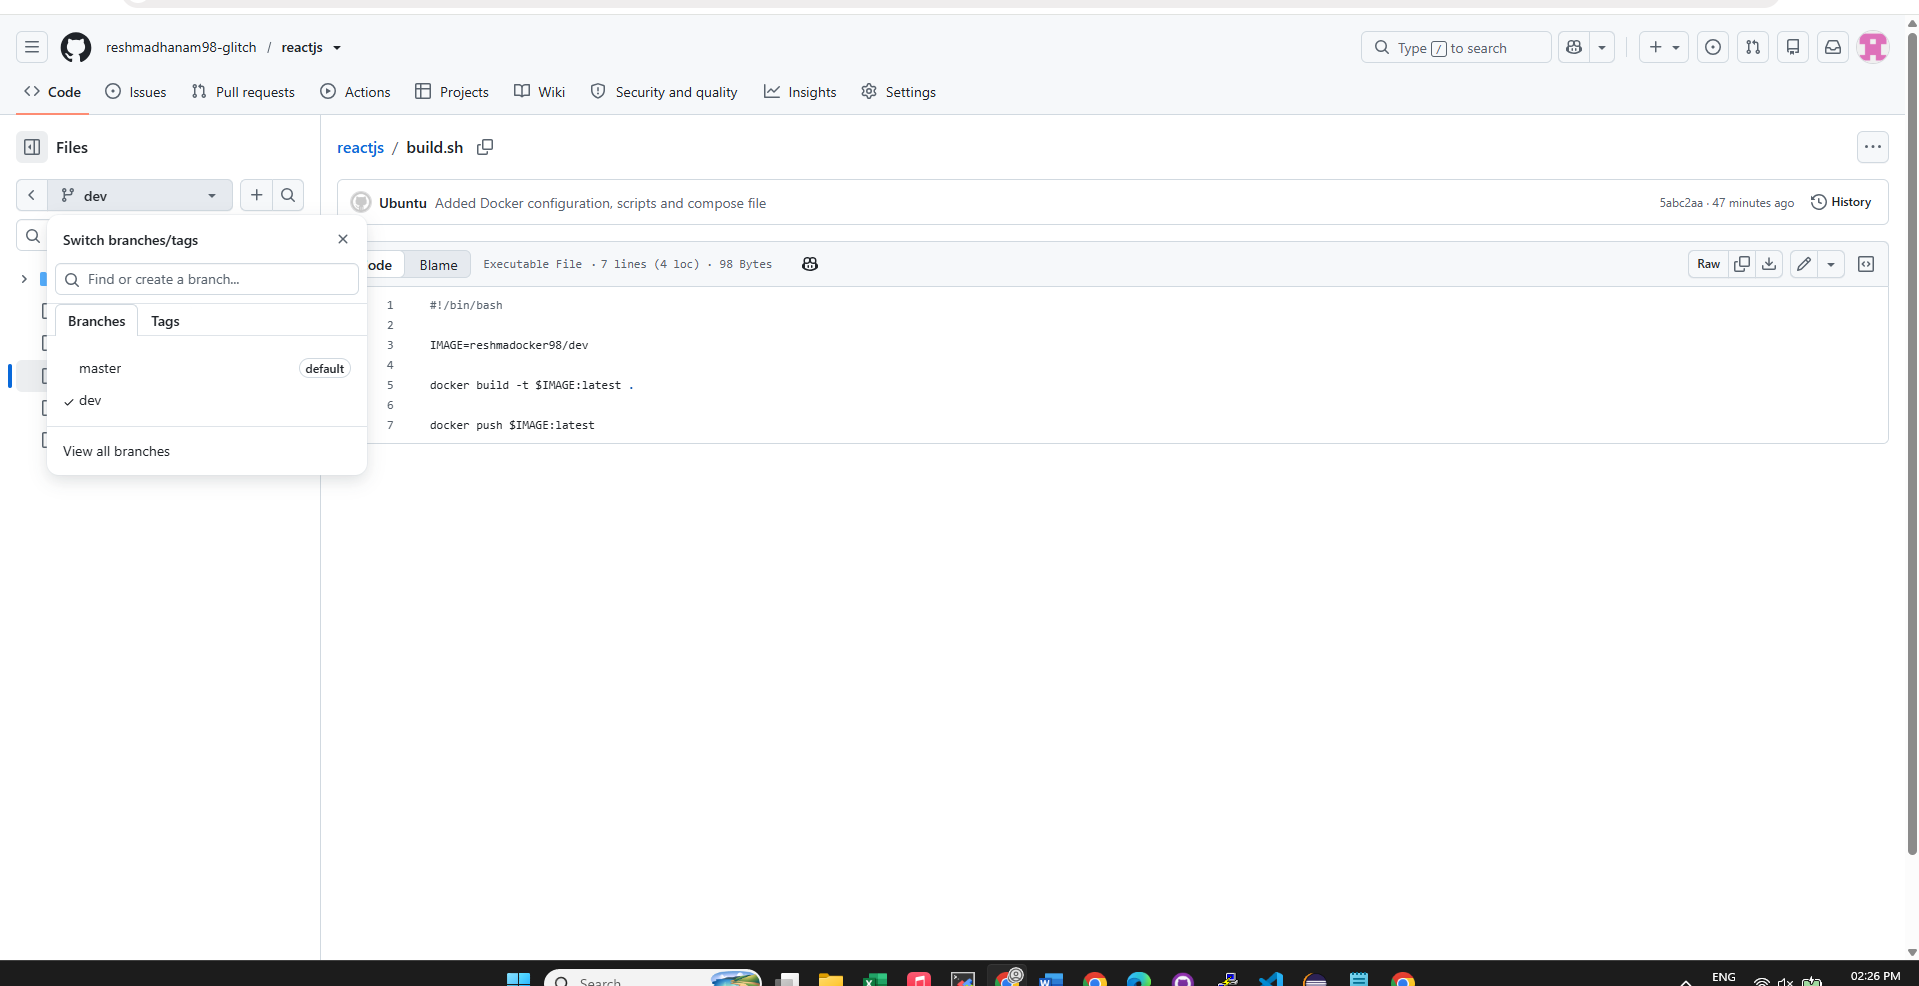 reshmadhanam98-glitch / reactjs
Type / to search
Code Issues Pull requests Actions Projects Wiki Security and quality Insights Settings
Files
reactjs / build.sh
dev
Ubuntu Added Docker configuration, scripts and compose file
5abc2aa · 47 minutes ago
History
Switch branches/tags
Find or create a branch...
Branches
Tags
master default
dev
View all branches
ode
Blame
Executable File · 7 lines (4 loc) · 98 Bytes
Raw
1 #!/bin/bash
2
3 IMAGE=reshmadocker98/dev
4
5 docker build -t $IMAGE:latest .
6
7 docker push $IMAGE:latest
Search
ENG
02:26 PM